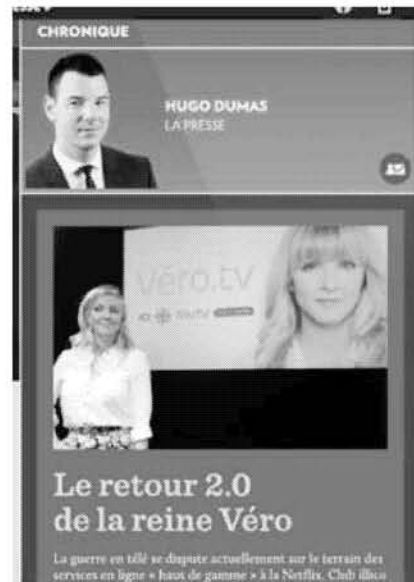 CHRONIQUE
HUGO DUMAS
LA PRESSE
Véro.tv
Le retour 2.0
de la reine Véro
La guerre en télé se dispute actuellement sur le terrain des
services en ligne « haut de gamme » à la Netflix. Club illico